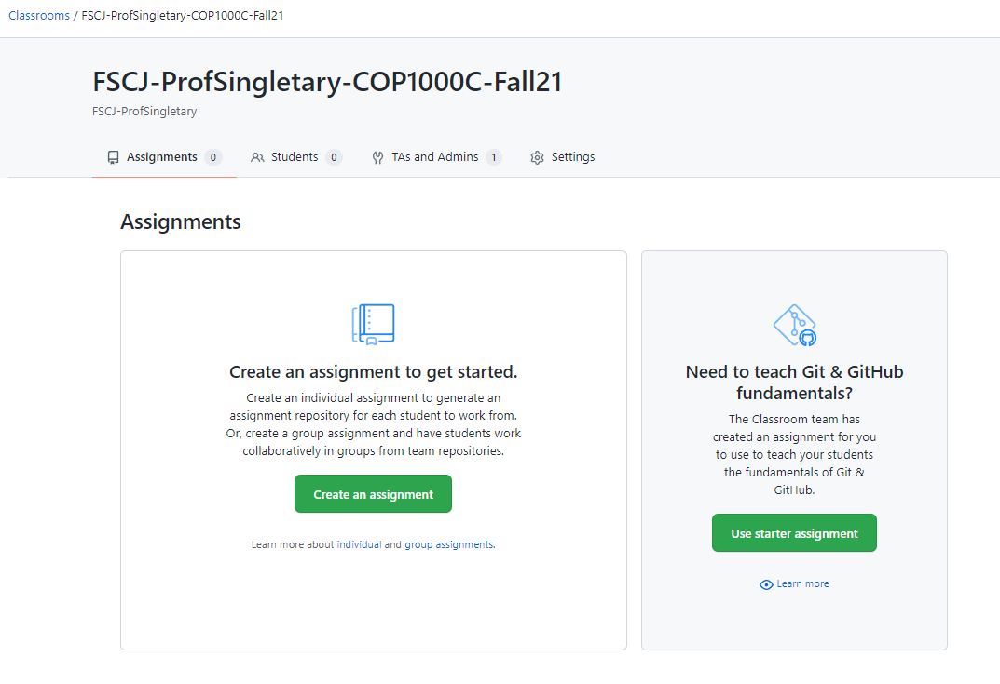 Classrooms / FSCJ-ProfSingletary-COP1000C-Fall21
FSCJ-ProfSingletary-COP1000C-Fall21
FSCJ-ProfSingletary
Assignments 0 Students 0 TAs and Admins 1 Settings
Assignments
Create an assignment to get started.
Create an individual assignment to generate an
assignment repository for each student to work from.
Or, create a group assignment and have students work
collaboratively in groups from team repositories.
Create an assignment
Learn more about individual and group assignments.
Need to teach Git & GitHub
fundamentals?
The Classroom team has
created an assignment for you
to use to teach your students
the fundamentals of Git &
GitHub.
Use starter assignment
Learn more